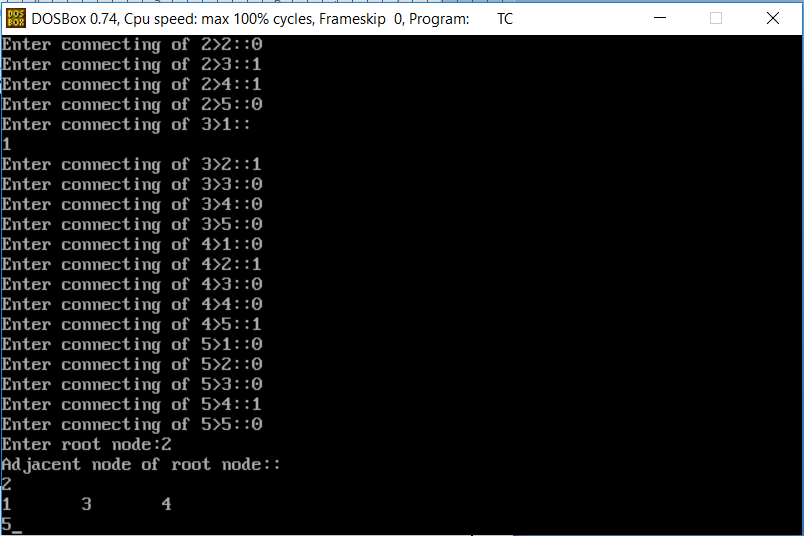 DOSBox 0.74, Cpu speed: max 100% cycles, Frameskip 0, Program: TC
Enter connecting of 2>2::0
Enter connecting of 2>3::1
Enter connecting of 2>4::1
Enter connecting of 2>5::0
Enter connecting of 3>1::
1
Enter connecting of 3>2::1
Enter connecting of 3>3::0
Enter connecting of 3>4::0
Enter connecting of 3>5::0
Enter connecting of 4>1::0
Enter connecting of 4>2::1
Enter connecting of 4>3::0
Enter connecting of 4>4::0
Enter connecting of 4>5::1
Enter connecting of 5>1::0
Enter connecting of 5>2::0
Enter connecting of 5>3::0
Enter connecting of 5>4::1
Enter connecting of 5>5::0
Enter root node:2
Adjacent node of root node::
2
1 3 4
5_